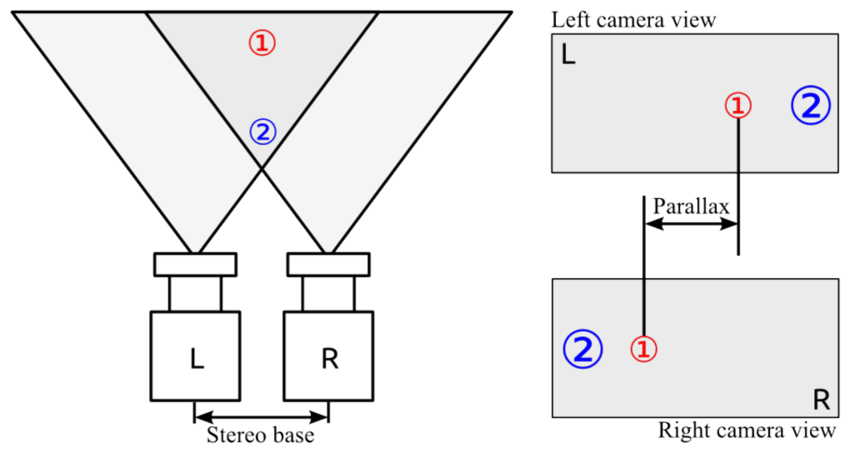 ①
②
L
R
Stereo base
Left camera view
L
① ②
Parallax
② ①
R
Right camera view